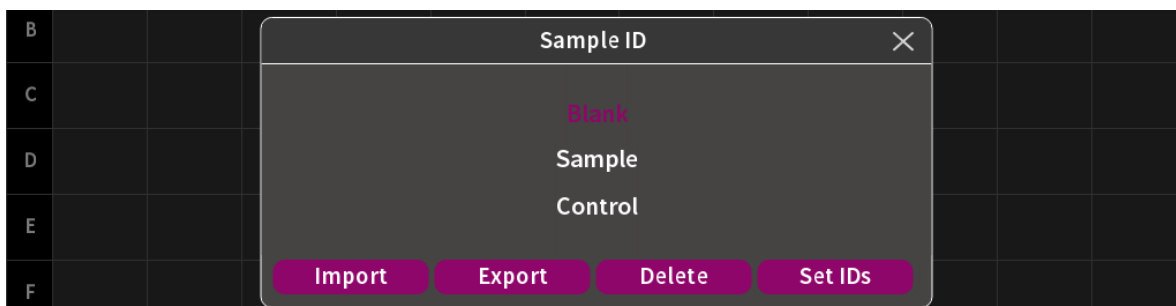 B
Sample ID
C
Blank
D
Sample
Control
E
Import Export Delete Set IDs
F